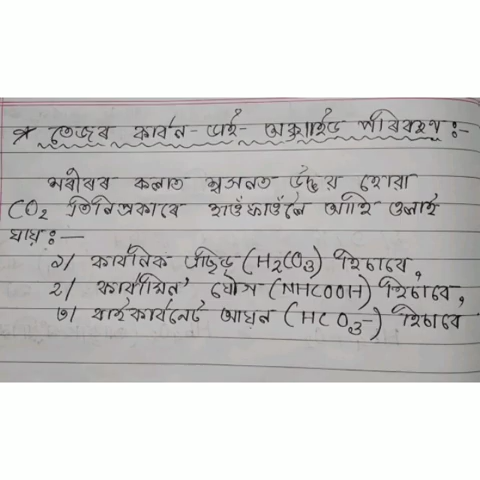 * তেজৰ কাৰ্বন-ডাই-অক্সাইড পৰিবহণ :-
শৰীৰৰ কলাত শ্বসনত উদ্ভৱ হোৱা
CO₂ তিনিপ্ৰকাৰে হাওঁফাওঁলৈ আহি ওলাই
যায় :—
১/ কাৰ্বনিক এছিড (H₂CO₃) হিচাবে,
২/ কাৰ্বামিন' যৌগ (NHCOOH) হিচাবে,
৩/ বাইকাৰ্বনেট আয়ন (HCO₃⁻) হিচাবে